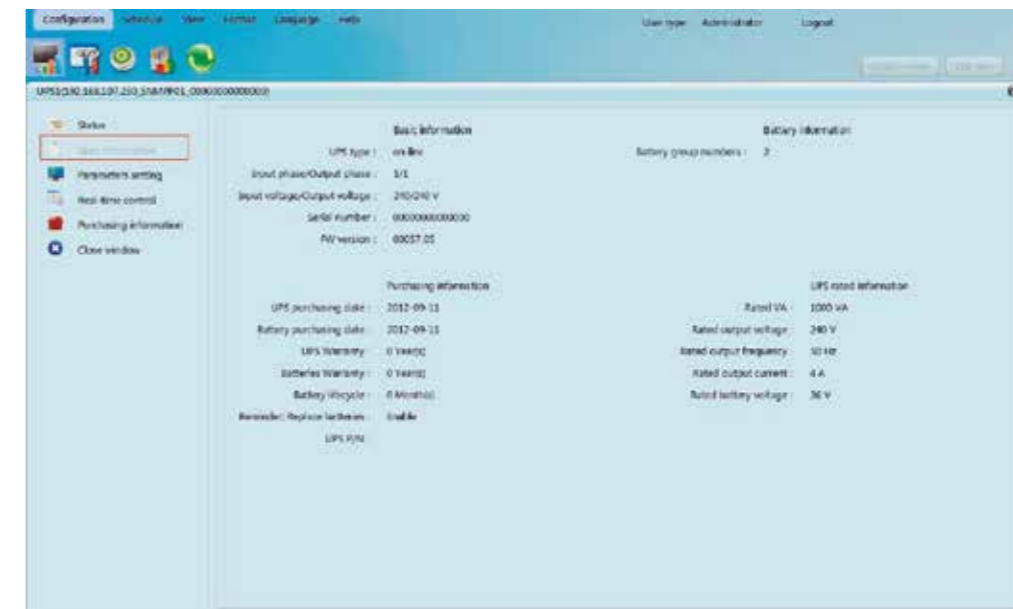 Configuration Schedule View Format Language Help User type: Administrator Logout
Status
Basic information
Parameters setting
Real-time control
Purchasing information
Close window
Basic information
UPS type : on-line
Input phase/Output phase : 1/1
Input voltage/Output voltage : 240/240 V
Serial number : 00000000000000
FW version : 00057.05
Battery information
Battery group numbers :
Purchasing information
UPS purchasing date : 2012-09-11
Battery purchasing date : 2012-09-11
UPS Warranty : 0 Year(s)
Batteries Warranty : 0 Year(s)
Battery lifecycle : 0 Month(s)
Reminder: Replace batteries : Enable
UPS P/N
UPS rated information
Rated VA : 1000 VA
Rated output voltage : 240 V
Rated output frequency : 50 Hz
Rated output current : 4 A
Rated battery voltage : 36 V